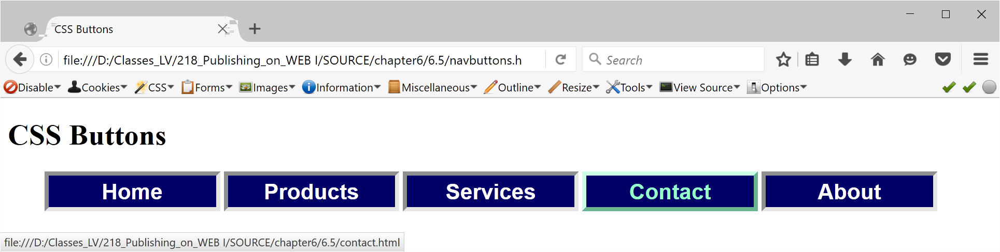 CSS Buttons
file:///D:/Classes_LV/218_Publishing_on_WEB I/SOURCE/chapter6/6.5/navbuttons.h
Search
Disable Cookies CSS Forms Images Information Miscellaneous Outline Resize Tools View Source Options
CSS Buttons
Home Products Services Contact About
file:///D:/Classes_LV/218_Publishing_on_WEB I/SOURCE/chapter6/6.5/contact.html